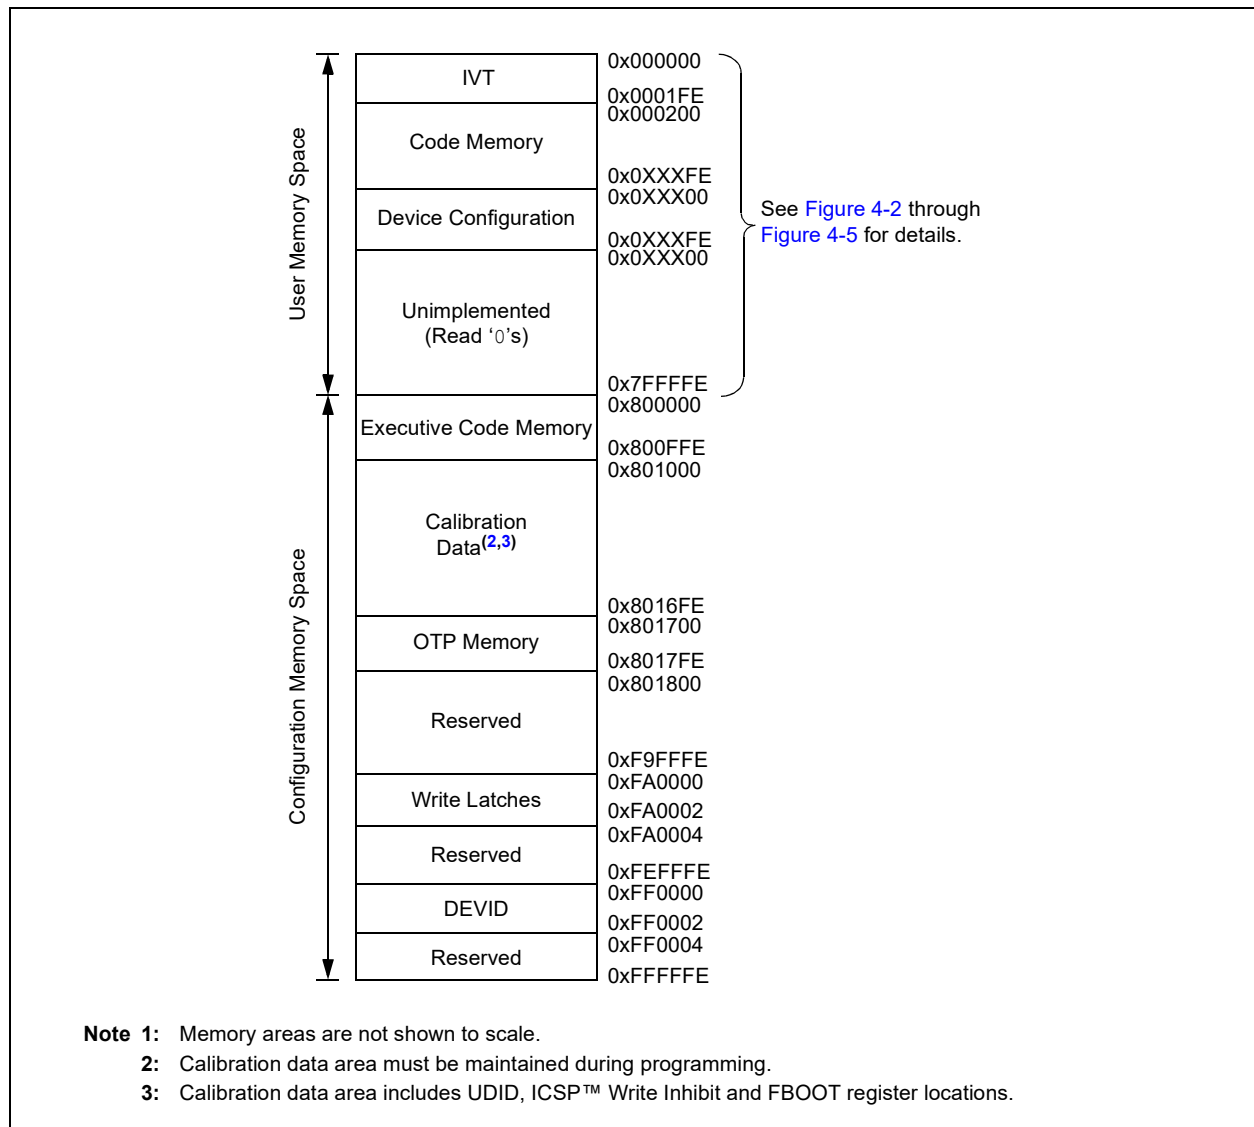 User Memory Space
IVT
0x000000
0x0001FE
0x000200
Code Memory
0x0XXXFE
0x0XXX00
Device Configuration
0x0XXXFE
0x0XXX00
Unimplemented
(Read ‘0’s)
0x7FFFFE
See Figure 4-2 through
Figure 4-5 for details.
Configuration Memory Space
0x800000
Executive Code Memory
0x800FFE
0x801000
Calibration
Data(2,3)
0x8016FE
0x801700
OTP Memory
0x8017FE
0x801800
Reserved
0xF9FFFE
0xFA0000
Write Latches
0xFA0002
0xFA0004
Reserved
0xFEFFFE
0xFF0000
DEVID
0xFF0002
0xFF0004
Reserved
0xFFFFFE
Note 1: Memory areas are not shown to scale.
2: Calibration data area must be maintained during programming.
3: Calibration data area includes UDID, ICSP™ Write Inhibit and FBOOT register locations.